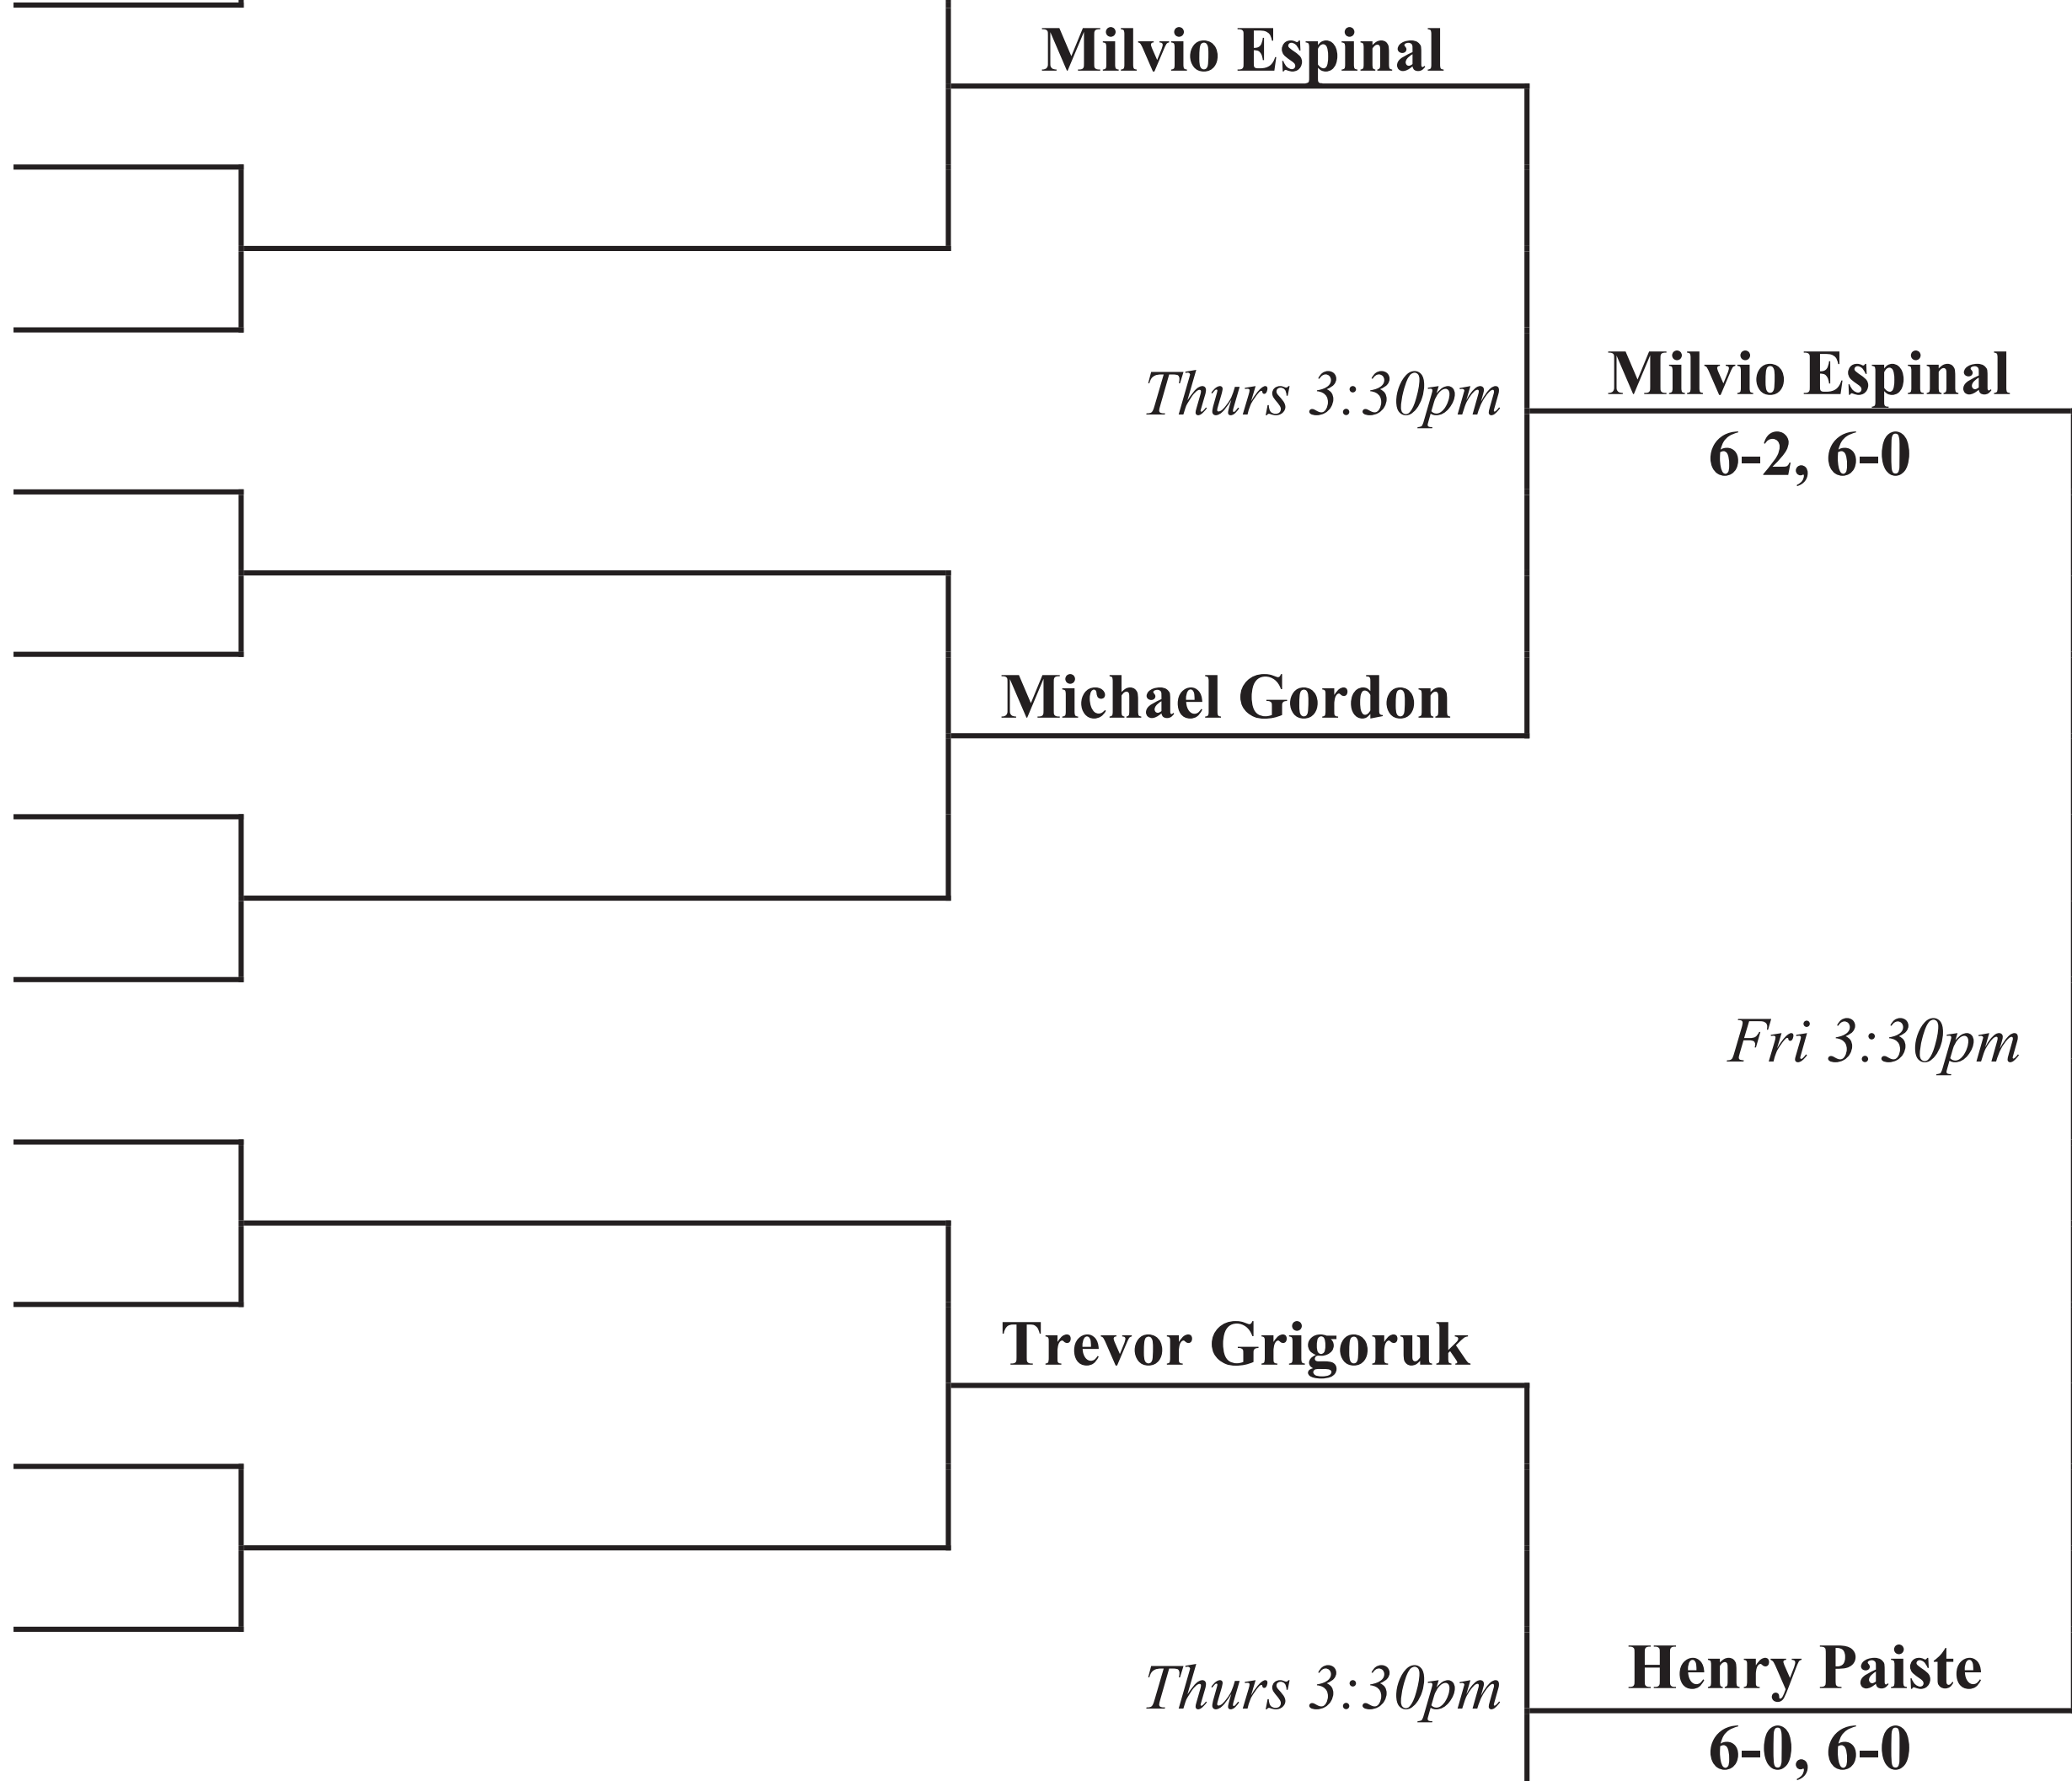 Milvio Espinal
Thurs 3:30pm
Milvio Espinal
6-2, 6-0
Michael Gordon
Fri 3:30pm
Trevor Grigoruk
Thurs 3:30pm
Henry Paiste
6-0, 6-0